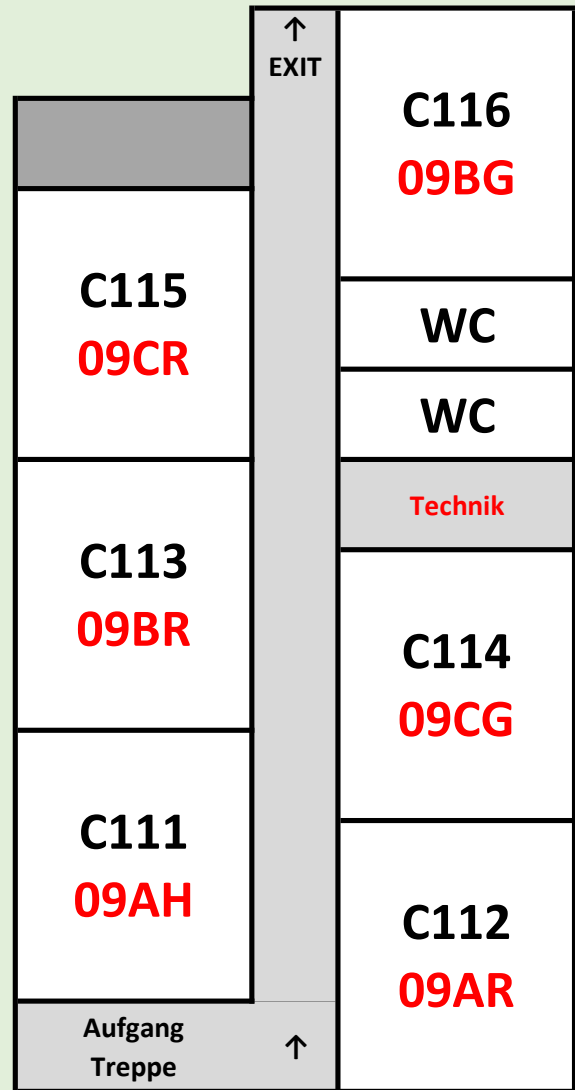 ↑
EXIT
C116
09BG
C115
09CR
WC
WC
Technik
C113
09BR
C114
09CG
C111
09AH
C112
09AR
Aufgang
Treppe
↑